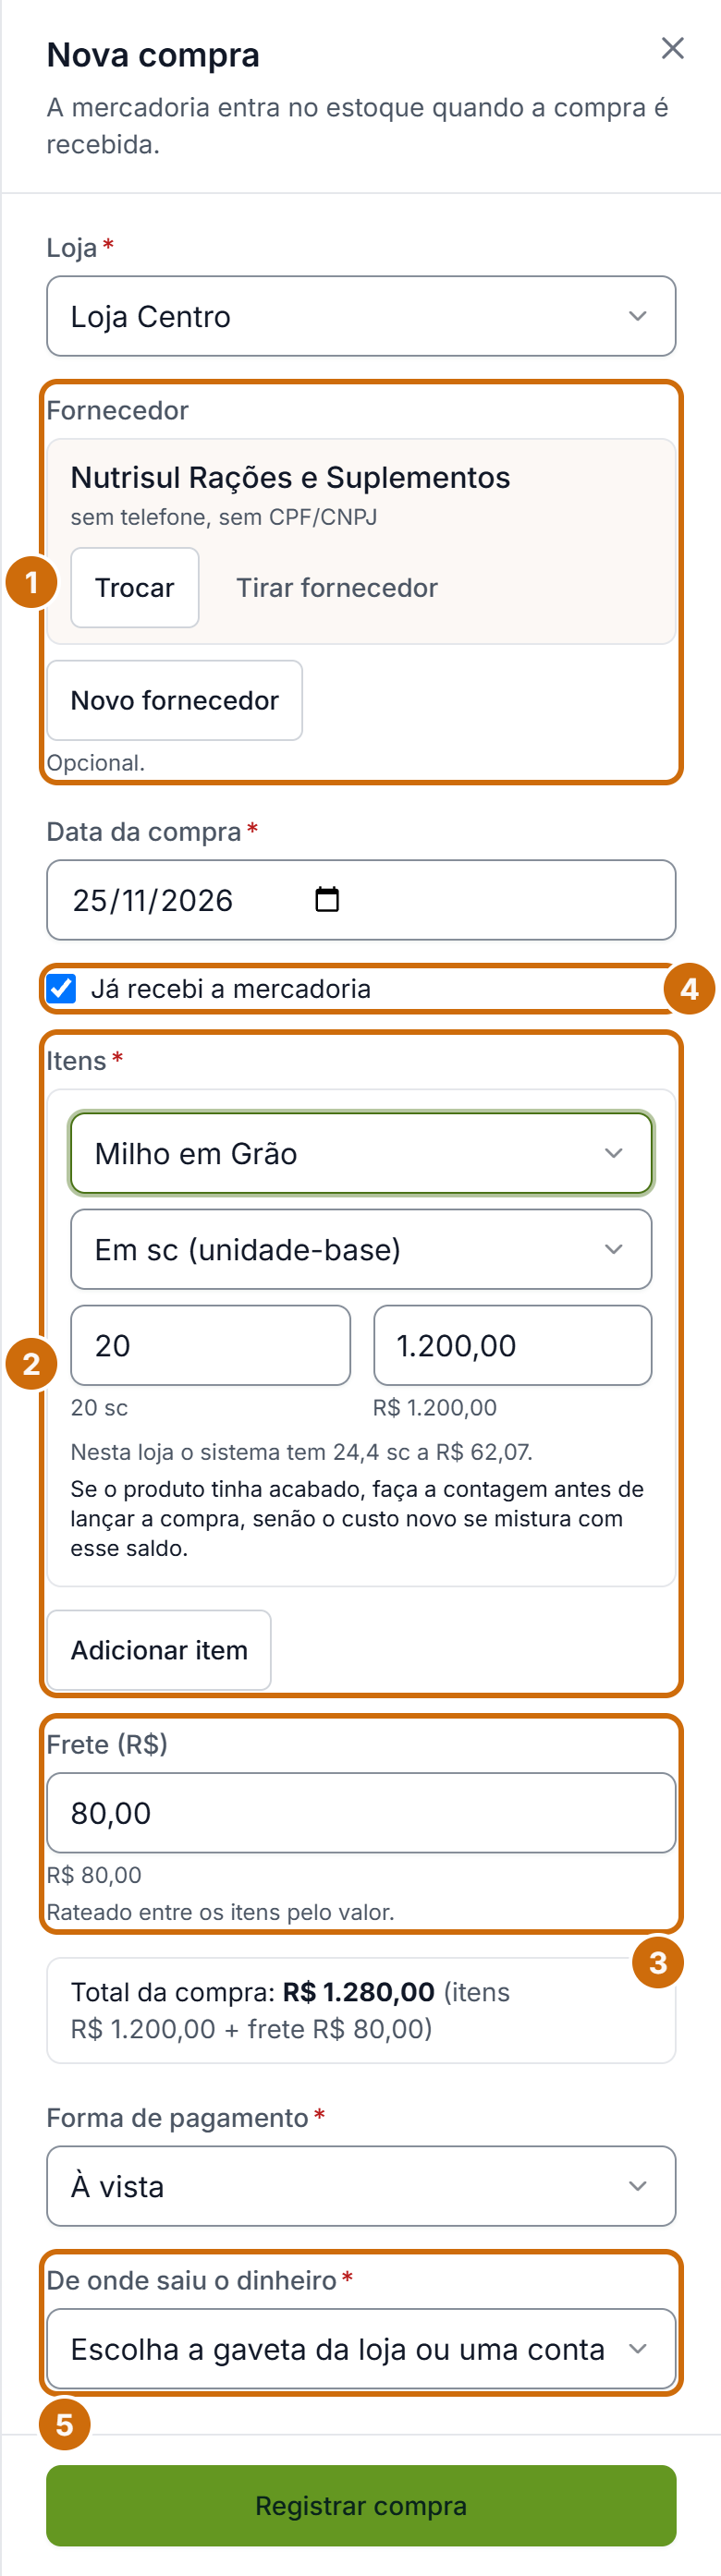 Nova compra
A mercadoria entra no estoque quando a compra é
recebida.
Loja *
Loja Centro
Fornecedor
Nutrisul Rações e Suplementos
sem telefone, sem CPF/CNPJ
1
Trocar
Tirar fornecedor
Novo fornecedor
Opcional.
Data da compra *
25/11/2026
Já recebi a mercadoria
4
Itens *
Milho em Grão
Em sc (unidade-base)
2
20
1.200,00
20 sc
R$ 1.200,00
Nesta loja o sistema tem 24,4 sc a R$ 62,07.
Se o produto tinha acabado, faça a contagem antes de
lançar a compra, senão o custo novo se mistura com
esse saldo.
Adicionar item
Frete (R$)
80,00
R$ 80,00
Rateado entre os itens pelo valor.
3
Total da compra: R$ 1.280,00 (itens
R$ 1.200,00 + frete R$ 80,00)
Forma de pagamento *
À vista
De onde saiu o dinheiro *
Escolha a gaveta da loja ou uma conta
5
Registrar compra